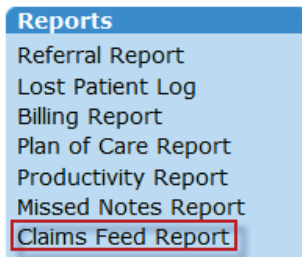 Reports
Referral Report
Lost Patient Log
Billing Report
Plan of Care Report
Productivity Report
Missed Notes Report
Claims Feed Report